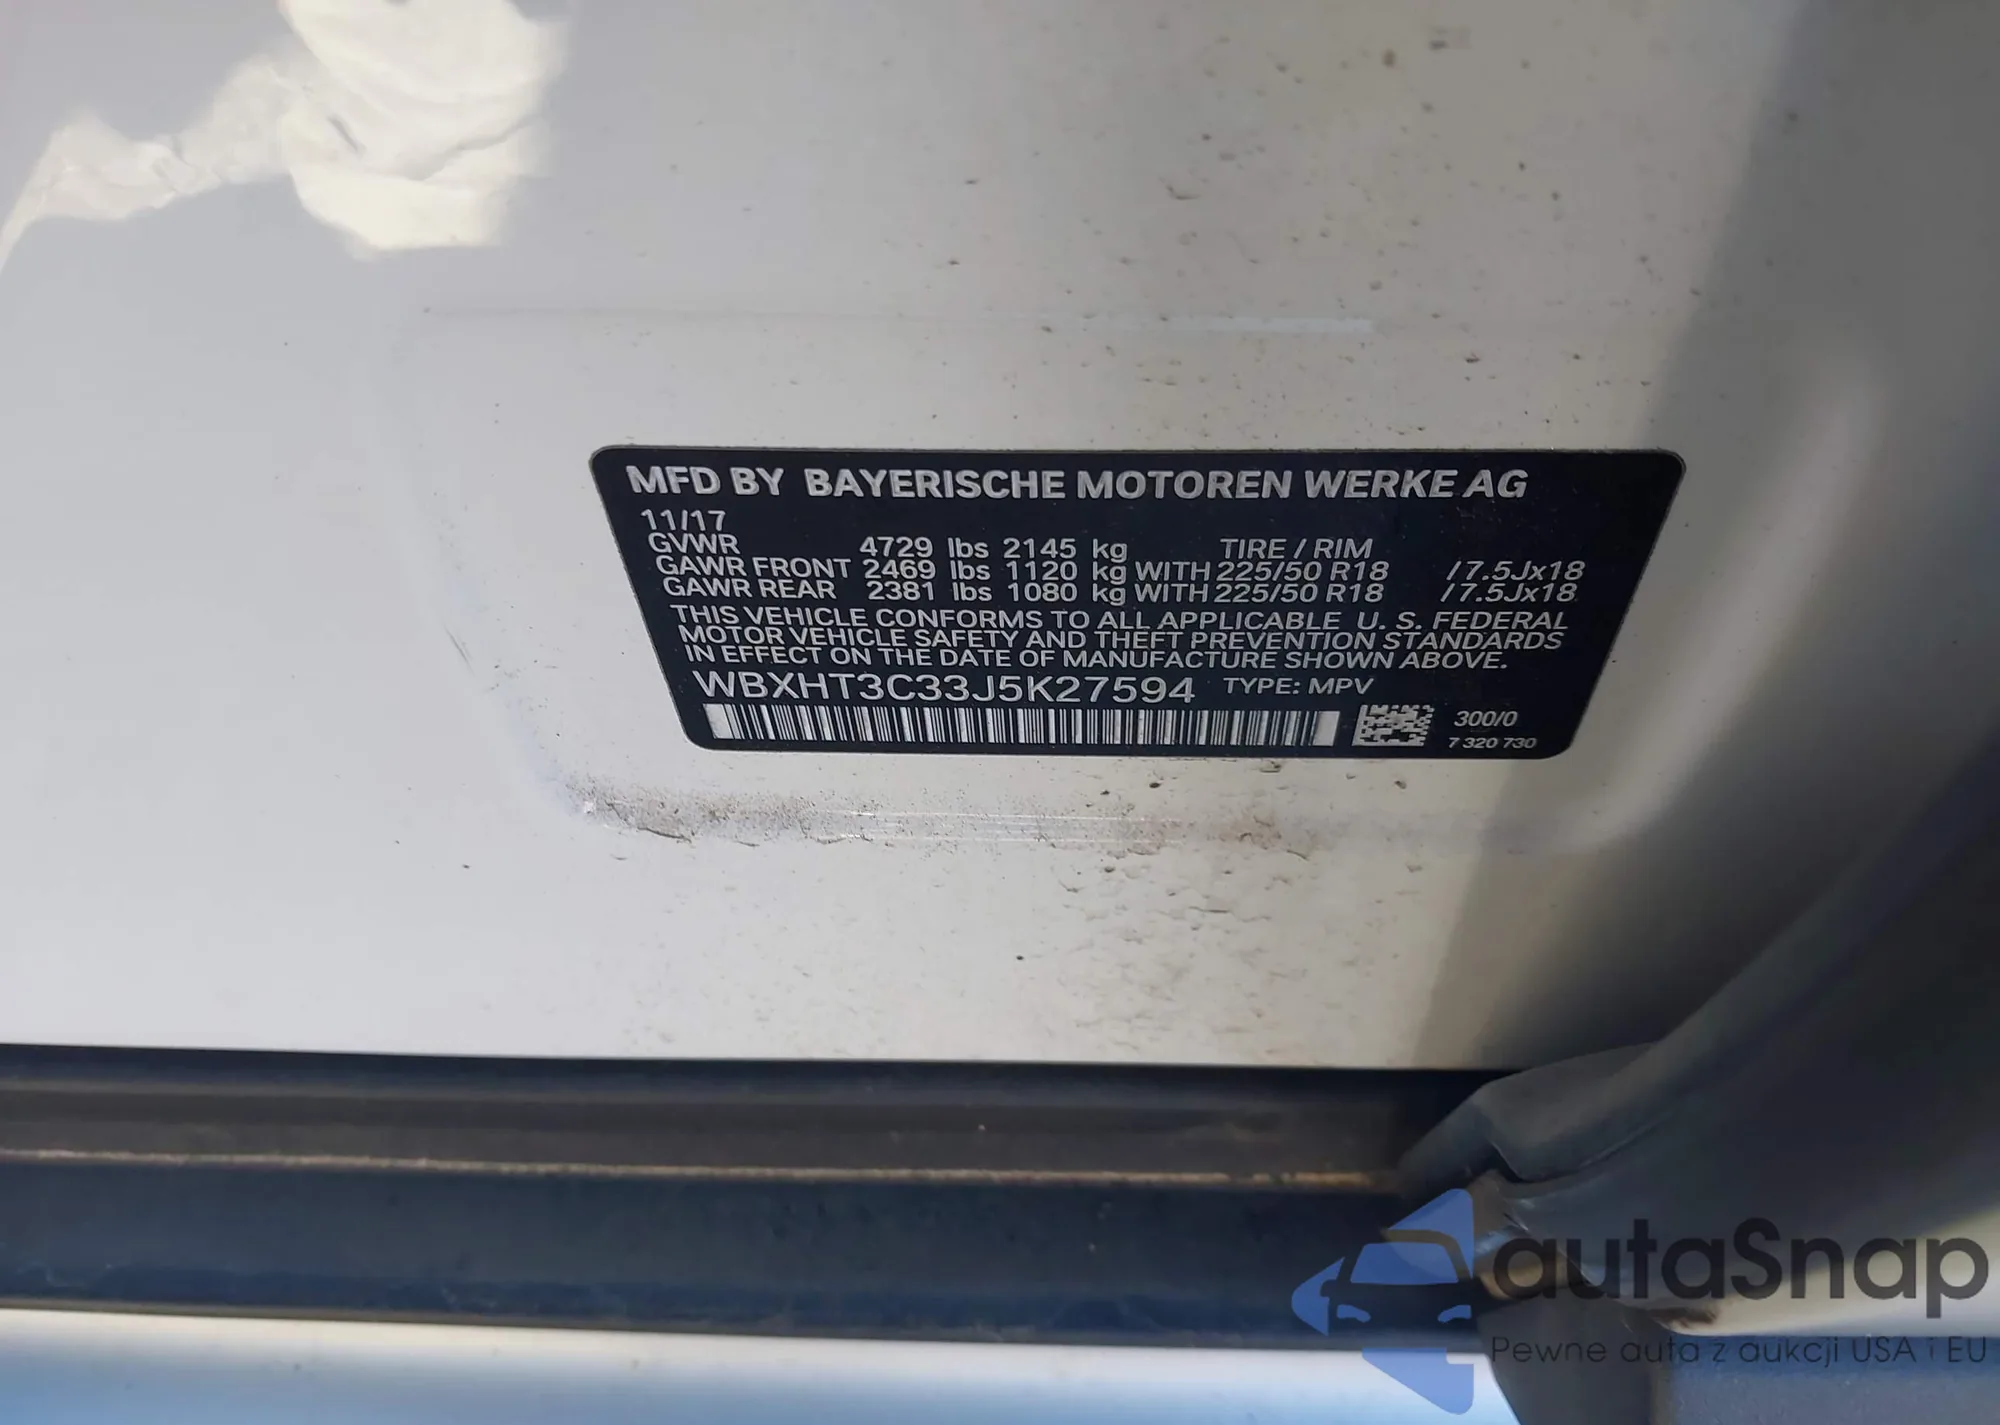 MFD BY BAYERISCHE MOTOREN WERKE AG
11/17
GVWR 4729 lbs 2145 kg TIRE / RIM
GAWR FRONT 2469 lbs 1120 kg WITH 225/50 R18 /7.5Jx18
GAWR REAR 2381 lbs 1080 kg WITH 225/50 R18 /7.5Jx18
THIS VEHICLE CONFORMS TO ALL APPLICABLE U. S. FEDERAL
MOTOR VEHICLE SAFETY AND THEFT PREVENTION STANDARDS
IN EFFECT ON THE DATE OF MANUFACTURE SHOWN ABOVE.
WBXHT3C33J5K27594 TYPE: MPV
300/0
7 320 730
autaSnap
Pewne auta z aukcji USA i EU